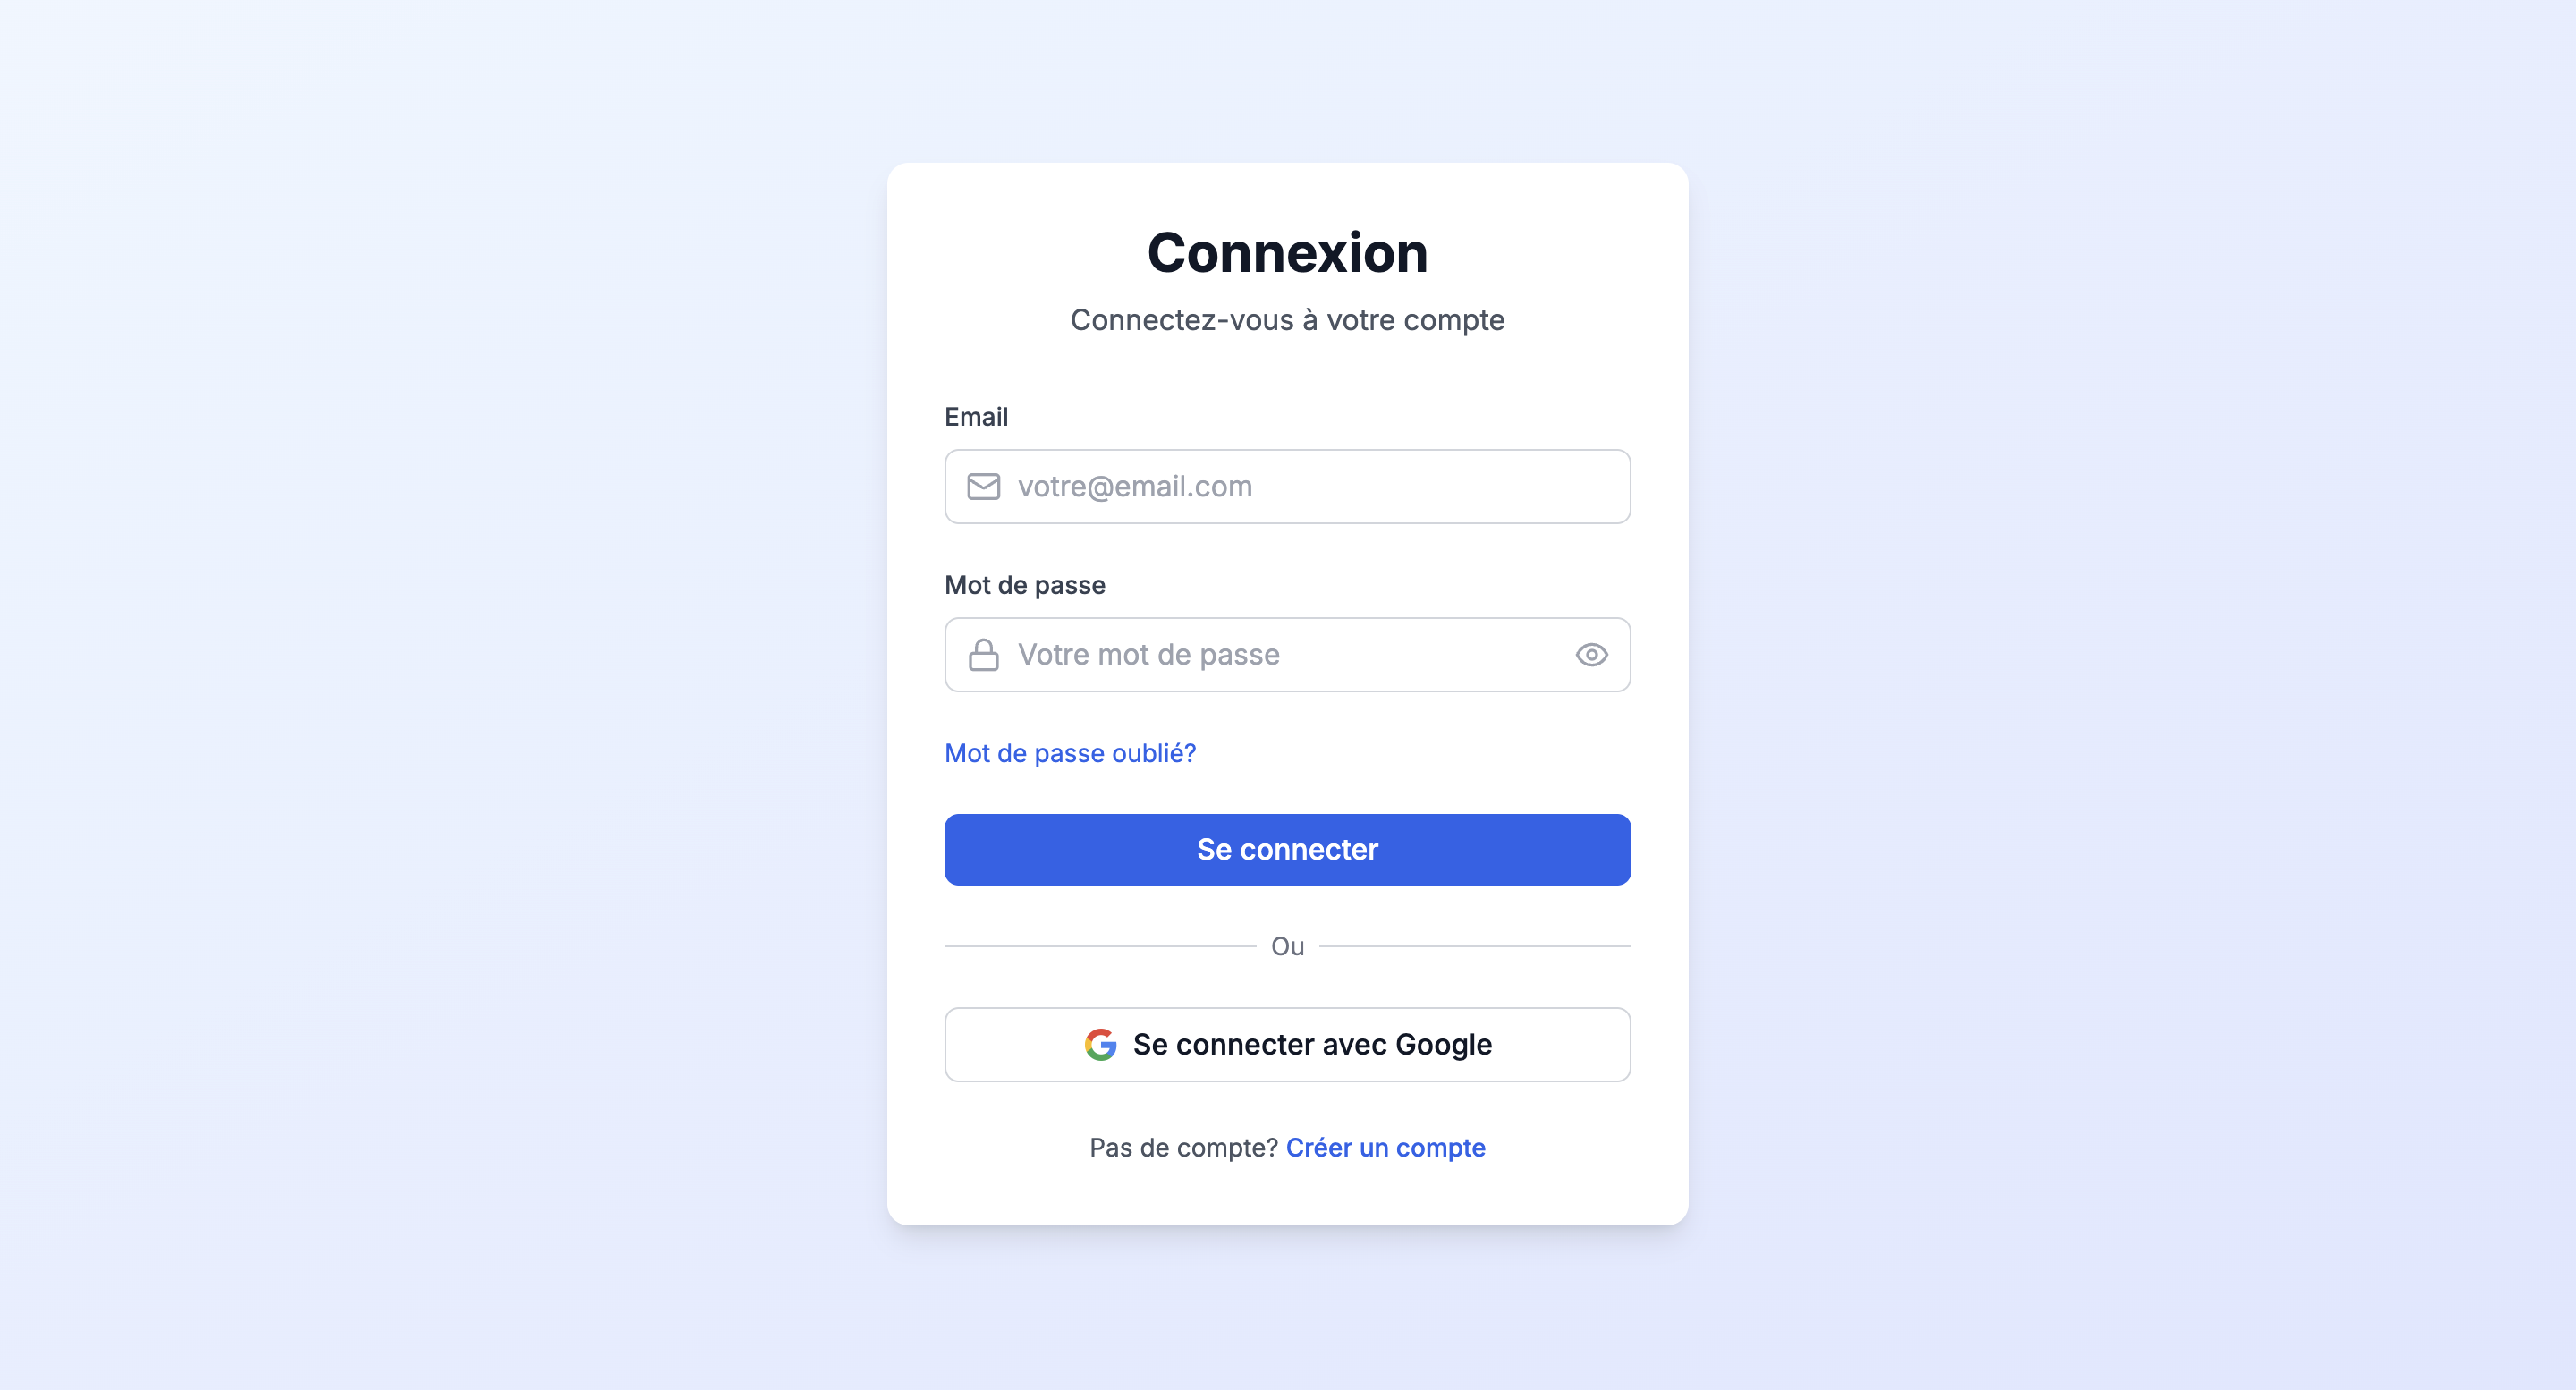 Connexion
Connectez-vous à votre compte
Email
votre@email.com
Mot de passe
Votre mot de passe
Mot de passe oublié?
Se connecter
Ou
Se connecter avec Google
Pas de compte? Créer un compte